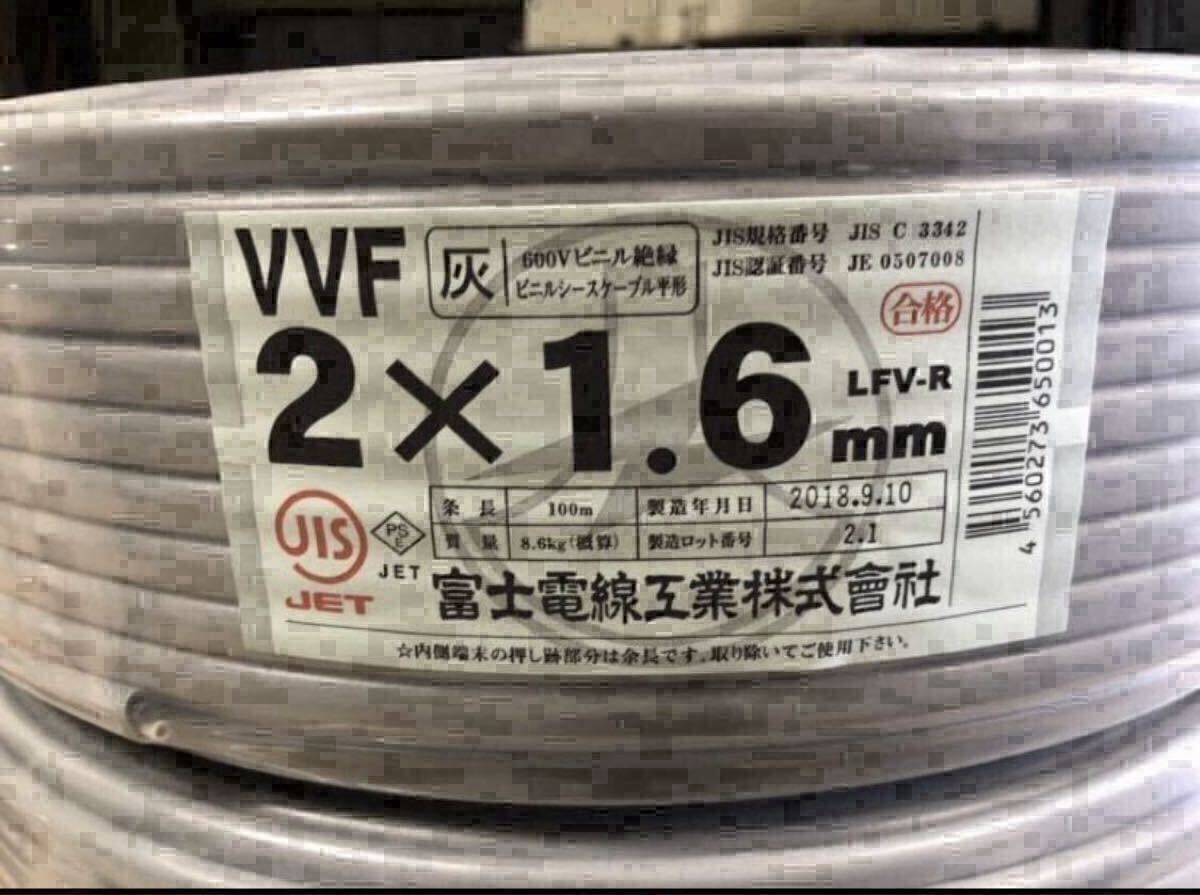 VVF 灰 600Vビニル絶縁
ビニルシースケーブル平形
JIS規格番号 JIS C 3342
JIS認証番号 JE 0507008
合格
2×1.6mm
LFV-R
条長 100m 製造年月日 2018.9.10
質量 8.6kg(概算) 製造ロット番号 2.1
JIS
JET
PSE
JET
富士電線工業株式會社
☆内側端末の押し跡部分は余長です。取り除いてご使用下さい。
4560273650013